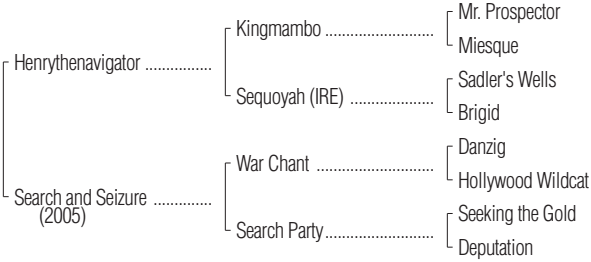 Mr. Prospector
Kingmambo ..........................
Miesque
Henrythenavigator ................
Sadler's Wells
Sequoyah (IRE) ....................
Brigid
Danzig
War Chant ............................
Hollywood Wildcat
Search and Seizure ..............
(2005)
Seeking the Gold
Search Party..........................
Deputation